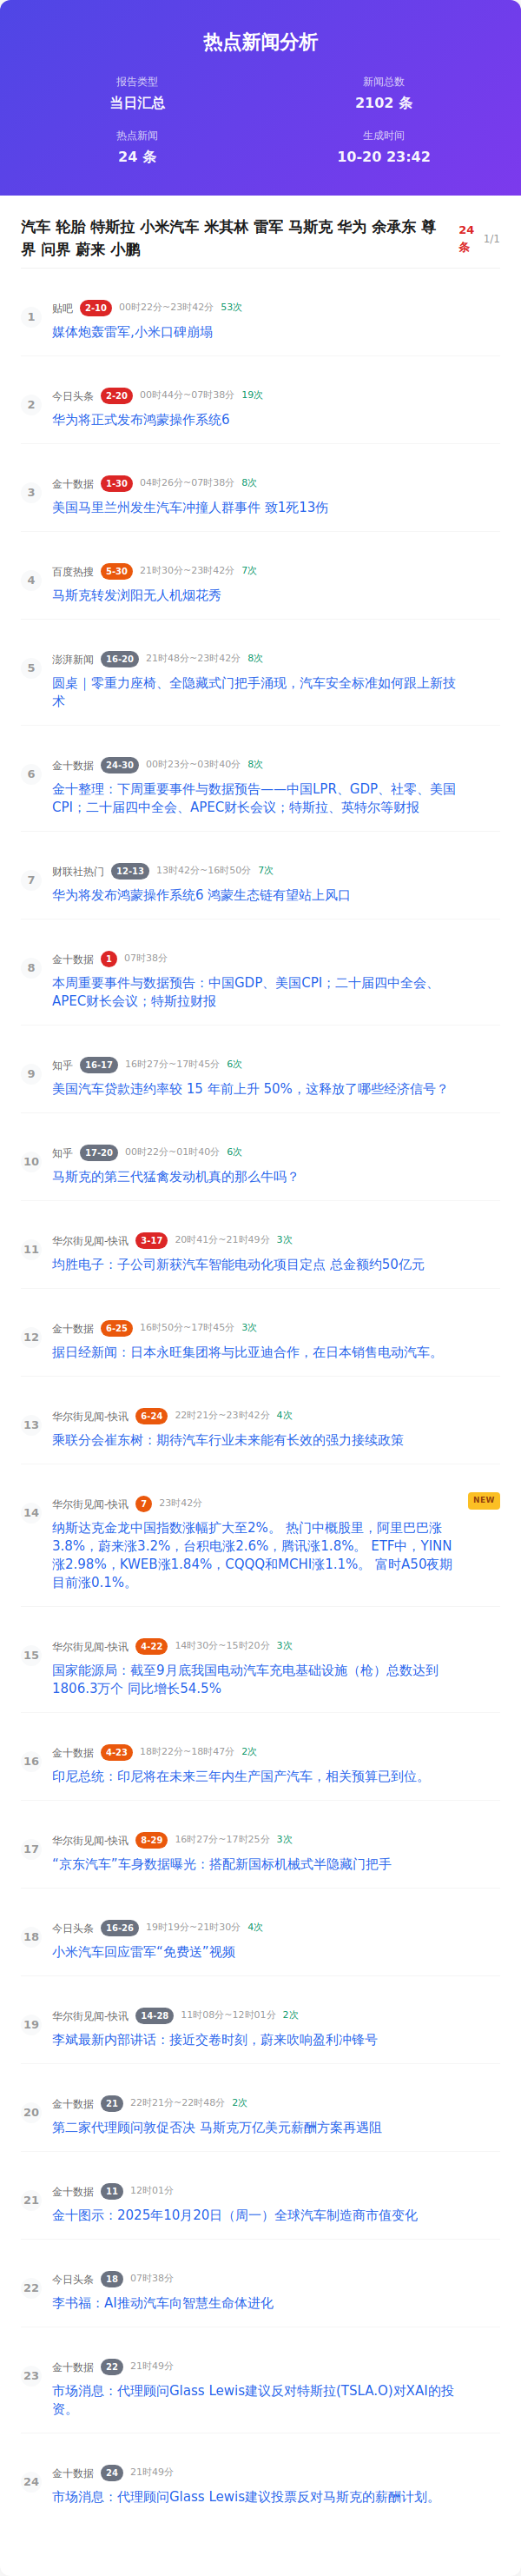 热点新闻分析
报告类型
当日汇总
新闻总数
2102 条
热点新闻
24 条
生成时间
10-20 23:42
汽车 轮胎 特斯拉 小米汽车 米其林 雷军 马斯克 华为 余承东 尊
界 问界 蔚来 小鹏
24
条
1/1
1
贴吧 2-10 00时22分~23时42分 53次
媒体炮轰雷军,小米口碑崩塌
2
今日头条 2-20 00时44分~07时38分 19次
华为将正式发布鸿蒙操作系统6
3
金十数据 1-30 04时26分~07时38分 8次
美国马里兰州发生汽车冲撞人群事件 致1死13伤
4
百度热搜 5-30 21时30分~23时42分 7次
马斯克转发浏阳无人机烟花秀
5
澎湃新闻 16-20 21时48分~23时42分 8次
圆桌｜零重力座椅、全隐藏式门把手涌现，汽车安全标准如何跟上新技
术
6
金十数据 24-30 00时23分~03时40分 8次
金十整理：下周重要事件与数据预告——中国LPR、GDP、社零、美国
CPI；二十届四中全会、APEC财长会议；特斯拉、英特尔等财报
7
财联社热门 12-13 13时42分~16时50分 7次
华为将发布鸿蒙操作系统6 鸿蒙生态链有望站上风口
8
金十数据 1 07时38分
本周重要事件与数据预告：中国GDP、美国CPI；二十届四中全会、
APEC财长会议；特斯拉财报
9
知乎 16-17 16时27分~17时45分 6次
美国汽车贷款违约率较 15 年前上升 50%，这释放了哪些经济信号？
10
知乎 17-20 00时22分~01时40分 6次
马斯克的第三代猛禽发动机真的那么牛吗？
11
华尔街见闻-快讯 3-17 20时41分~21时49分 3次
均胜电子：子公司新获汽车智能电动化项目定点 总金额约50亿元
12
金十数据 6-25 16时50分~17时45分 3次
据日经新闻：日本永旺集团将与比亚迪合作，在日本销售电动汽车。
13
华尔街见闻-快讯 6-24 22时21分~23时42分 4次
乘联分会崔东树：期待汽车行业未来能有长效的强力接续政策
14
华尔街见闻-快讯 7 23时42分
NEW
纳斯达克金龙中国指数涨幅扩大至2%。 热门中概股里，阿里巴巴涨
3.8%，蔚来涨3.2%，台积电涨2.6%，腾讯涨1.8%。 ETF中，YINN
涨2.98%，KWEB涨1.84%，CQQQ和MCHI涨1.1%。 富时A50夜期
目前涨0.1%。
15
华尔街见闻-快讯 4-22 14时30分~15时20分 3次
国家能源局：截至9月底我国电动汽车充电基础设施（枪）总数达到
1806.3万个 同比增长54.5%
16
金十数据 4-23 18时22分~18时47分 2次
印尼总统：印尼将在未来三年内生产国产汽车，相关预算已到位。
17
华尔街见闻-快讯 8-29 16时27分~17时25分 3次
“京东汽车”车身数据曝光：搭配新国标机械式半隐藏门把手
18
今日头条 16-26 19时19分~21时30分 4次
小米汽车回应雷军“免费送”视频
19
华尔街见闻-快讯 14-28 11时08分~12时01分 2次
李斌最新内部讲话：接近交卷时刻，蔚来吹响盈利冲锋号
20
金十数据 21 22时21分~22时48分 2次
第二家代理顾问敦促否决 马斯克万亿美元薪酬方案再遇阻
21
金十数据 11 12时01分
金十图示：2025年10月20日（周一）全球汽车制造商市值变化
22
今日头条 18 07时38分
李书福：AI推动汽车向智慧生命体进化
23
金十数据 22 21时49分
市场消息：代理顾问Glass Lewis建议反对特斯拉(TSLA.O)对XAI的投
资。
24
金十数据 24 21时49分
市场消息：代理顾问Glass Lewis建议投票反对马斯克的薪酬计划。